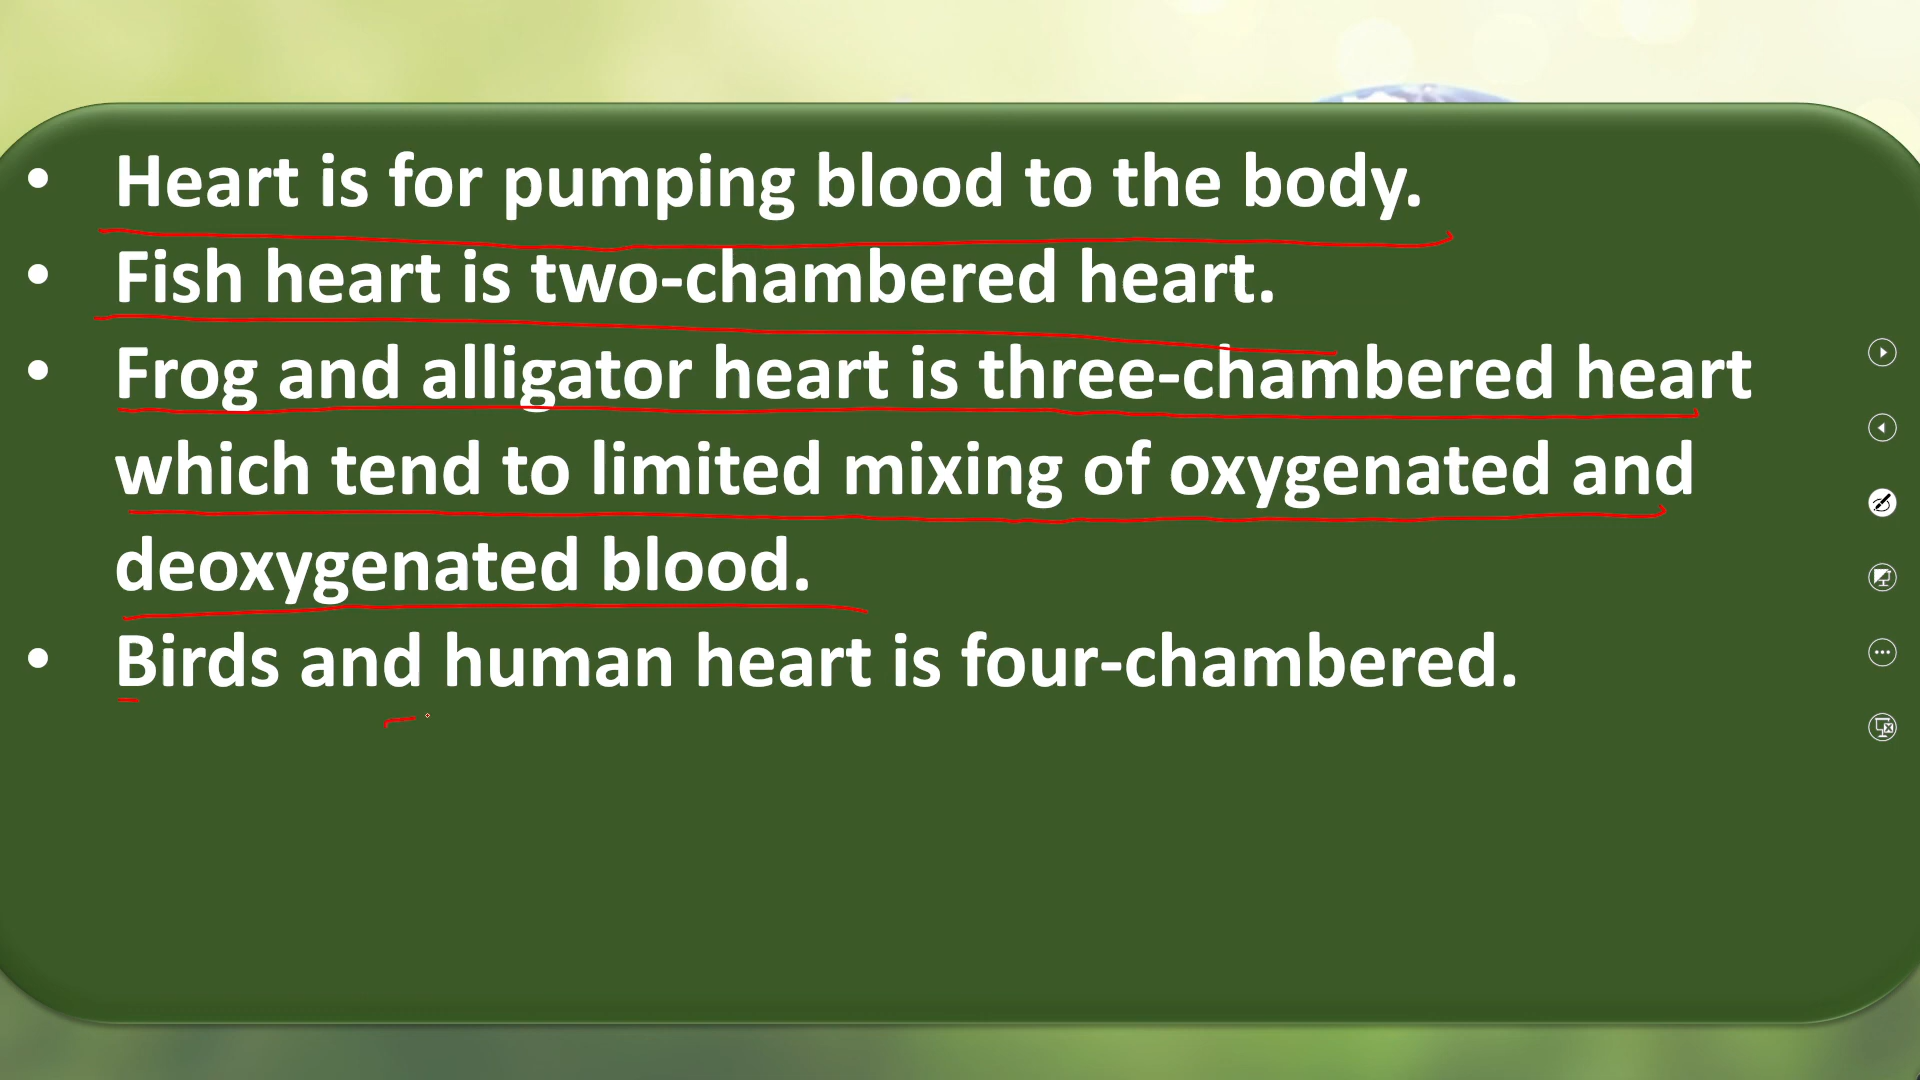 • Heart is for pumping blood to the body.
• Fish heart is two-chambered heart.
• Frog and alligator heart is three-chambered heart
which tend to limited mixing of oxygenated and
deoxygenated blood.
• Birds and human heart is four-chambered.